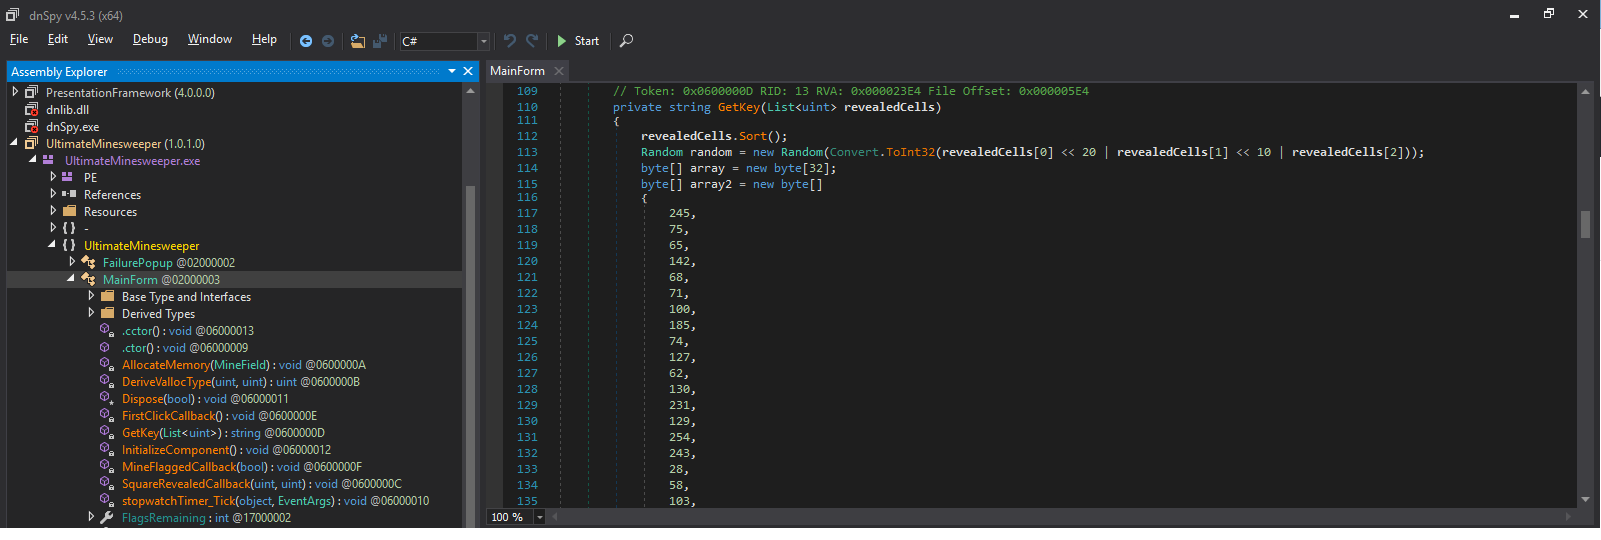 dnSpy v4.5.3 (x64)
File Edit View Debug Window Help C# Start
Assembly Explorer
PresentationFramework (4.0.0.0)
dnlib.dll
dnSpy.exe
UltimateMinesweeper (1.0.1.0)
UltimateMinesweeper.exe
PE
References
Resources
{ } -
{ } UltimateMinesweeper
FailurePopup @02000002
MainForm @02000003
Base Type and Interfaces
Derived Types
.cctor() : void @06000013
.ctor() : void @06000009
AllocateMemory(MineField) : void @0600000A
DeriveVallocType(uint, uint) : uint @0600000B
Dispose(bool) : void @06000011
FirstClickCallback() : void @0600000E
GetKey(List<uint>) : string @0600000D
InitializeComponent() : void @06000012
MineFlaggedCallback(bool) : void @0600000F
SquareRevealedCallback(uint, uint) : void @0600000C
stopwatchTimer_Tick(object, EventArgs) : void @06000010
FlagsRemaining : int @17000002
MainForm
109 // Token: 0x0600000D RID: 13 RVA: 0x000023E4 File Offset: 0x000005E4
110 private string GetKey(List<uint> revealedCells)
111 {
112 revealedCells.Sort();
113 Random random = new Random(Convert.ToInt32(revealedCells[0] << 20 | revealedCells[1] << 10 | revealedCells[2]));
114 byte[] array = new byte[32];
115 byte[] array2 = new byte[]
116 {
117 245,
118 75,
119 65,
120 142,
121 68,
122 71,
123 100,
124 185,
125 74,
126 127,
127 62,
128 130,
129 231,
130 129,
131 254,
132 243,
133 28,
134 58,
135 103,
100 %